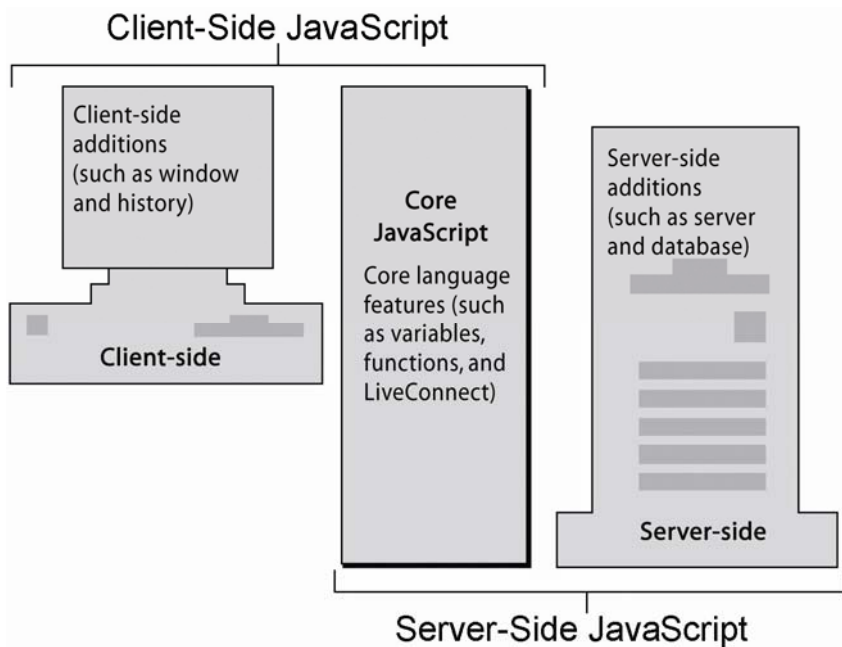 Client-Side JavaScript
Client-side
additions
(such as window
and history)
Client-side
Core
JavaScript
Core language
features (such
as variables,
functions, and
LiveConnect)
Server-side
additions
(such as server
and database)
Server-side
Server-Side JavaScript